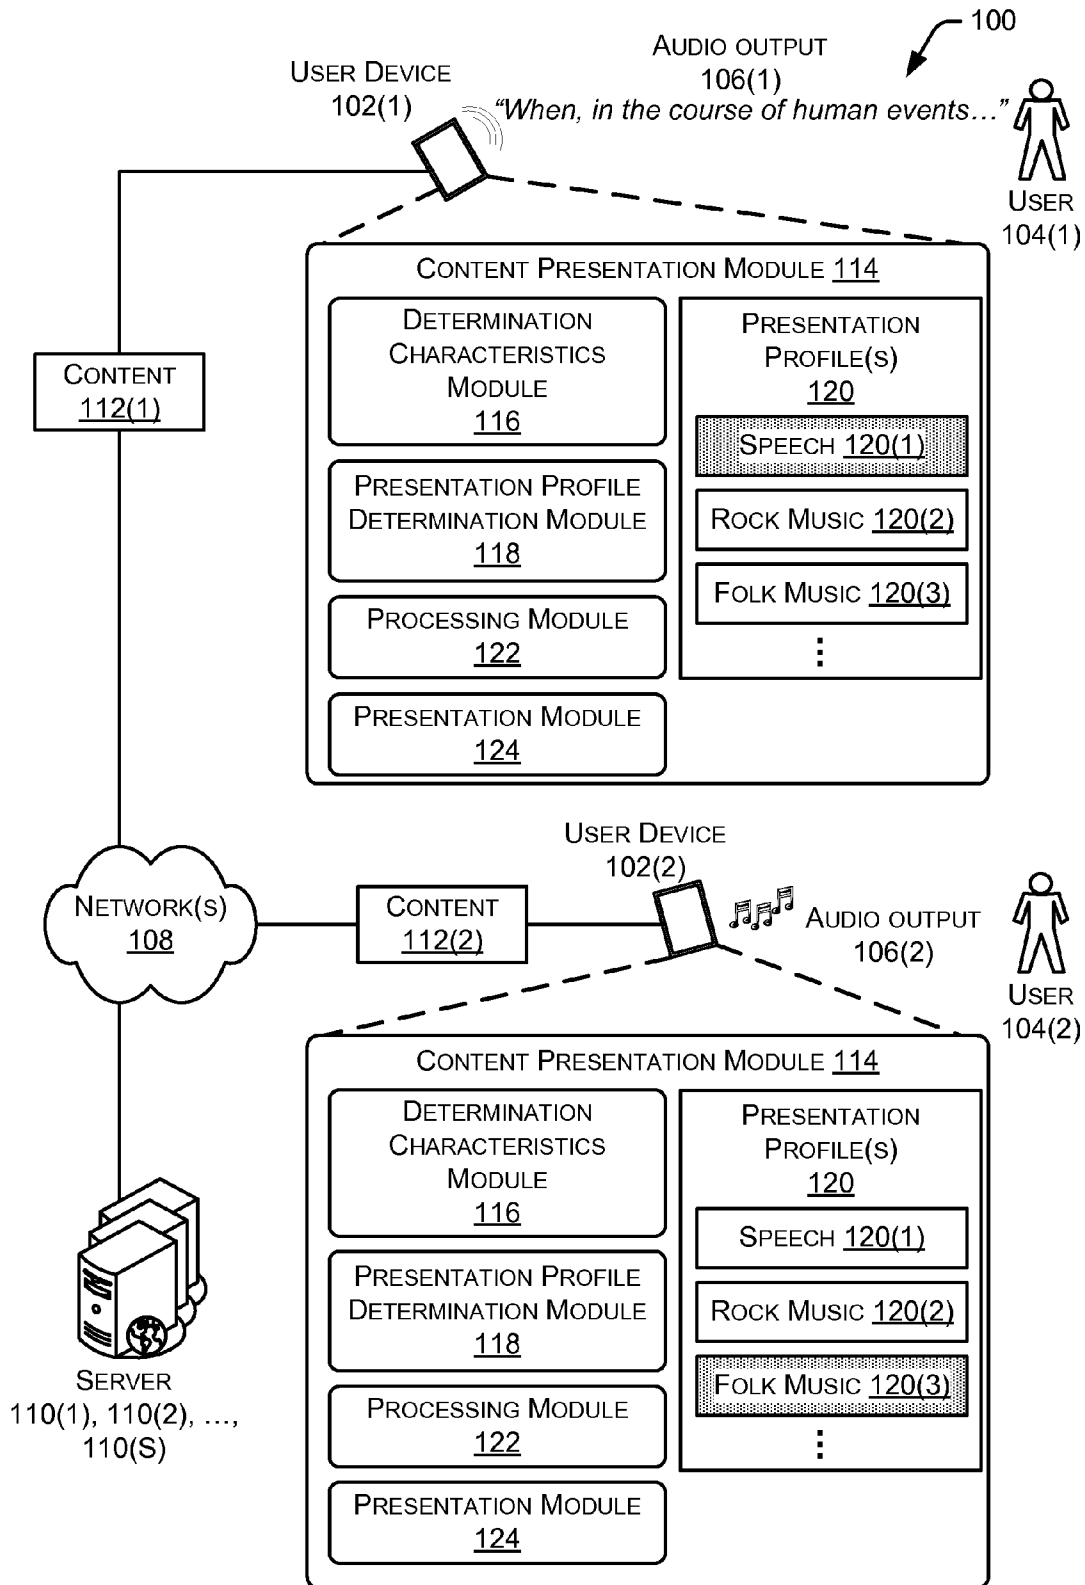 100
AUDIO OUTPUT
106(1)
USER DEVICE
102(1)
"When, in the course of human events…"
USER
104(1)
CONTENT PRESENTATION MODULE 114
DETERMINATION
CHARACTERISTICS
MODULE
116
PRESENTATION PROFILE
DETERMINATION MODULE
118
PROCESSING MODULE
122
PRESENTATION MODULE
124
PRESENTATION
PROFILE(S)
120
SPEECH 120(1)
ROCK MUSIC 120(2)
FOLK MUSIC 120(3)
⋮
CONTENT
112(1)
NETWORK(S)
108
CONTENT
112(2)
USER DEVICE
102(2)
AUDIO OUTPUT
106(2)
USER
104(2)
CONTENT PRESENTATION MODULE 114
DETERMINATION
CHARACTERISTICS
MODULE
116
PRESENTATION PROFILE
DETERMINATION MODULE
118
PROCESSING MODULE
122
PRESENTATION MODULE
124
PRESENTATION
PROFILE(S)
120
SPEECH 120(1)
ROCK MUSIC 120(2)
FOLK MUSIC 120(3)
⋮
SERVER
110(1), 110(2), …,
110(S)